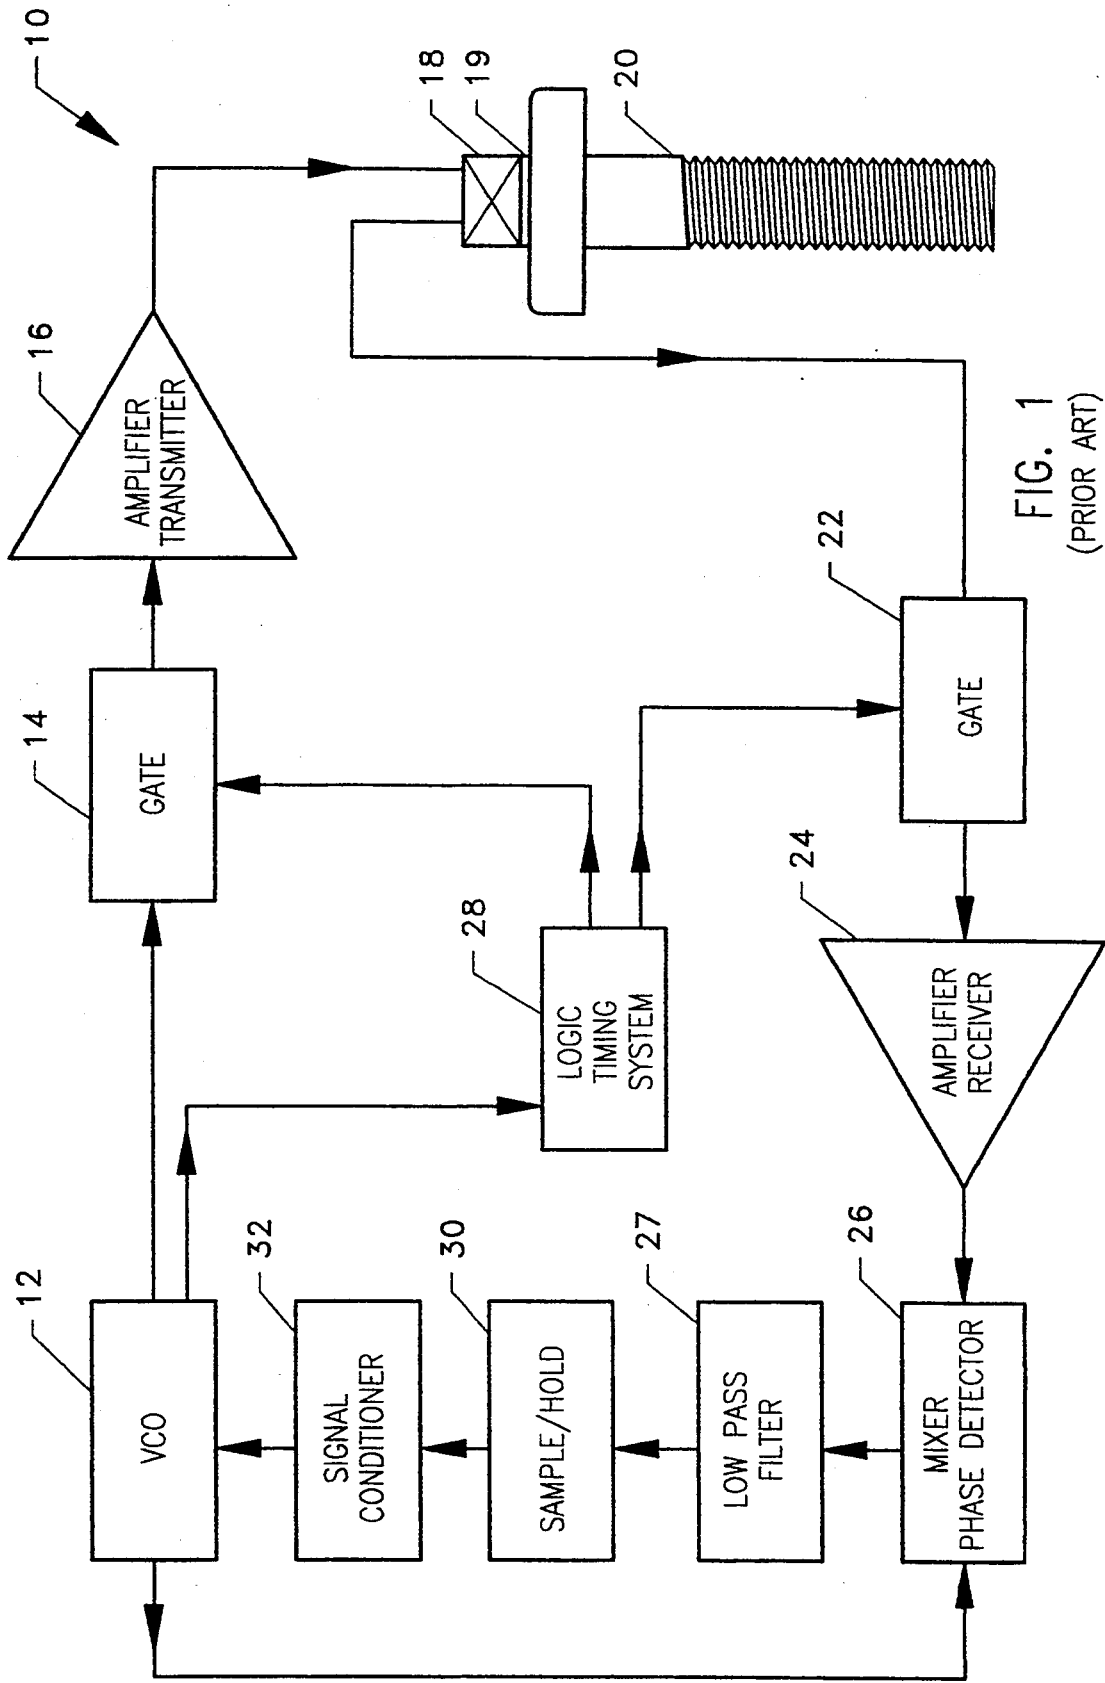 10
12
VCO
14
GATE
16
AMPLIFIER
TRANSMITTER
18
19
20
32
SIGNAL
CONDITIONER
28
LOGIC
TIMING
SYSTEM
30
SAMPLE/HOLD
27
LOW PASS
FILTER
26
MIXER
PHASE DETECTOR
24
AMPLIFIER
RECEIVER
22
GATE
FIG. 1
(PRIOR ART)